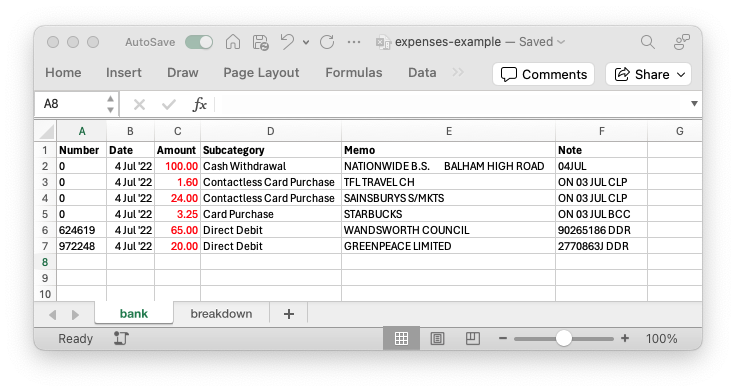 AutoSave expenses-example — Saved
Home Insert Draw Page Layout Formulas Data Comments Share
A8 fx
A B C D E F G
1 Number Date Amount Subcategory Memo Note
2 0 4 Jul '22 100.00 Cash Withdrawal NATIONWIDE B.S. BALHAM HIGH ROAD 04JUL
3 0 4 Jul '22 1.60 Contactless Card Purchase TFL TRAVEL CH ON 03 JUL CLP
4 0 4 Jul '22 24.00 Contactless Card Purchase SAINSBURYS S/MKTS ON 03 JUL CLP
5 0 4 Jul '22 3.25 Card Purchase STARBUCKS ON 03 JUL BCC
6 624619 4 Jul '22 65.00 Direct Debit WANDSWORTH COUNCIL 90265186 DDR
7 972248 4 Jul '22 20.00 Direct Debit GREENPEACE LIMITED 2770863J DDR
8
9
10
bank breakdown +
Ready 100%